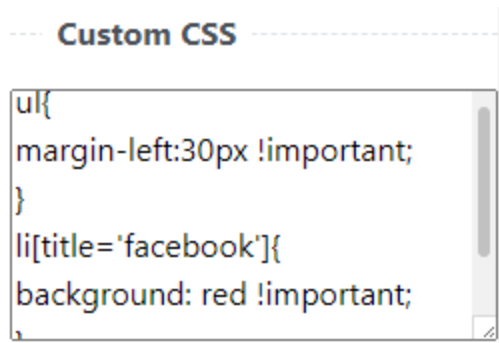 Custom CSS
ul{
margin-left:30px !important;
}
li[title='facebook']{
background: red !important;
}